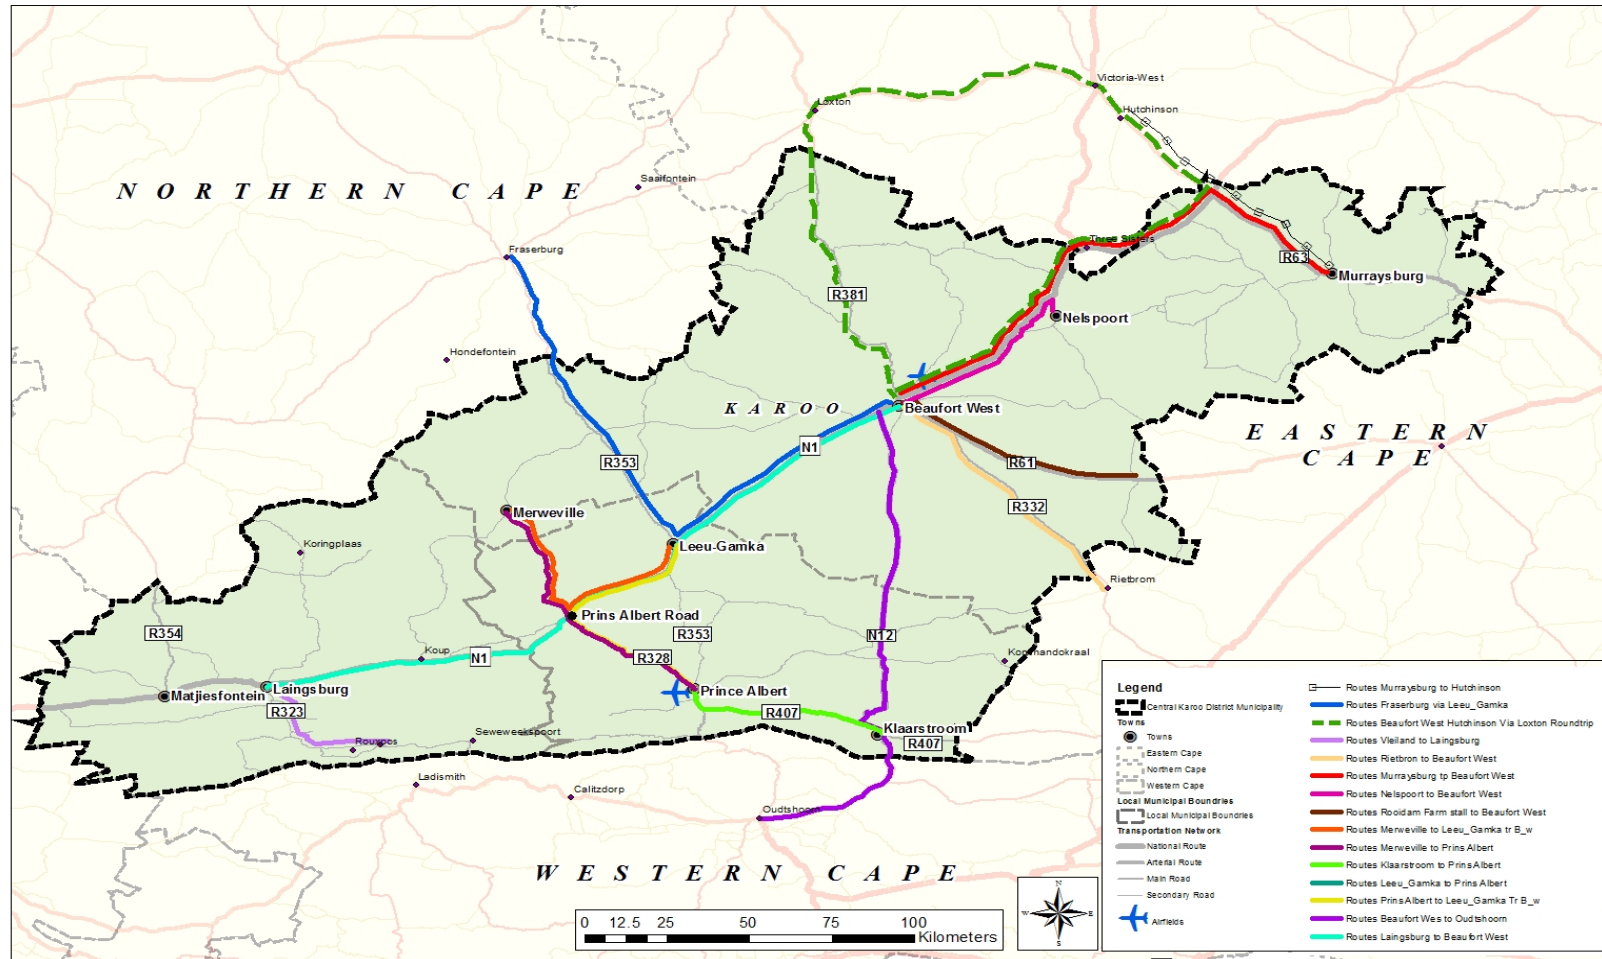 Victoria-West
Loxton
Hutchinson
NORTHERN CAPE
Saaifontein
Fraserburg
Three Sisters
R63
Murraysburg
R381
Nelspoort
Hondefontein
KAROO
Beaufort West
EASTERN
CAPE
N1
R353
R61
R332
Merweville
Leeu-Gamka
Koringplaas
Rietbrom
Prins Albert Road
R354
R353
N12
Koup
N1
R328
Kommandokraal
Matjiesfontein
Laingsburg
Prince Albert
R323
R407
Klaarstroom
R407
Seweweekspoort
Rouxpos
Ladismith
Calitzdorp
Oudtshoorn
WESTERN CAPE
0 12.5 25 50 75 100
Kilometers
N
W E
S
Legend
Central Karoo District Municipality
Towns
Towns
Eastern Cape
Northern Cape
Western Cape
Local Municipal Boundries
Local Municipal Boundries
Transportation Network
National Route
Arterial Route
Main Road
Secondary Road
Airfields
Routes Murraysburg to Hutchinson
Routes Fraserburg via Leeu_Gamka
Routes Beaufort West Hutchinson Via Loxton Roundtrip
Routes Vleiland to Laingsburg
Routes Rietbron to Beaufort West
Routes Murraysburg tp Beaufort West
Routes Nelspoort to Beaufort West
Routes Rooidam Farm stall to Beaufort West
Routes Merweville to Leeu_Gamka tr B_w
Routes Merweville to Prins Albert
Routes Klaarstroom to Prins Albert
Routes Leeu_Gamka to Prins Albert
Routes Prins Albert to Leeu_Gamka Tr B_w
Routes Beaufort Wes to Oudtshoorn
Routes Laingsburg to Beaufort West